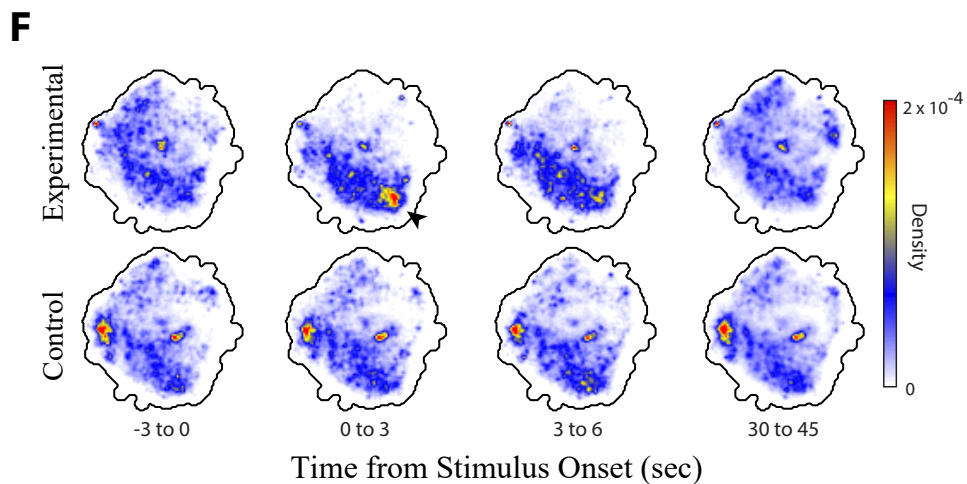 F
Experimental
2 x 10⁻⁴
Density
0
Control
-3 to 0
0 to 3
3 to 6
30 to 45
Time from Stimulus Onset (sec)